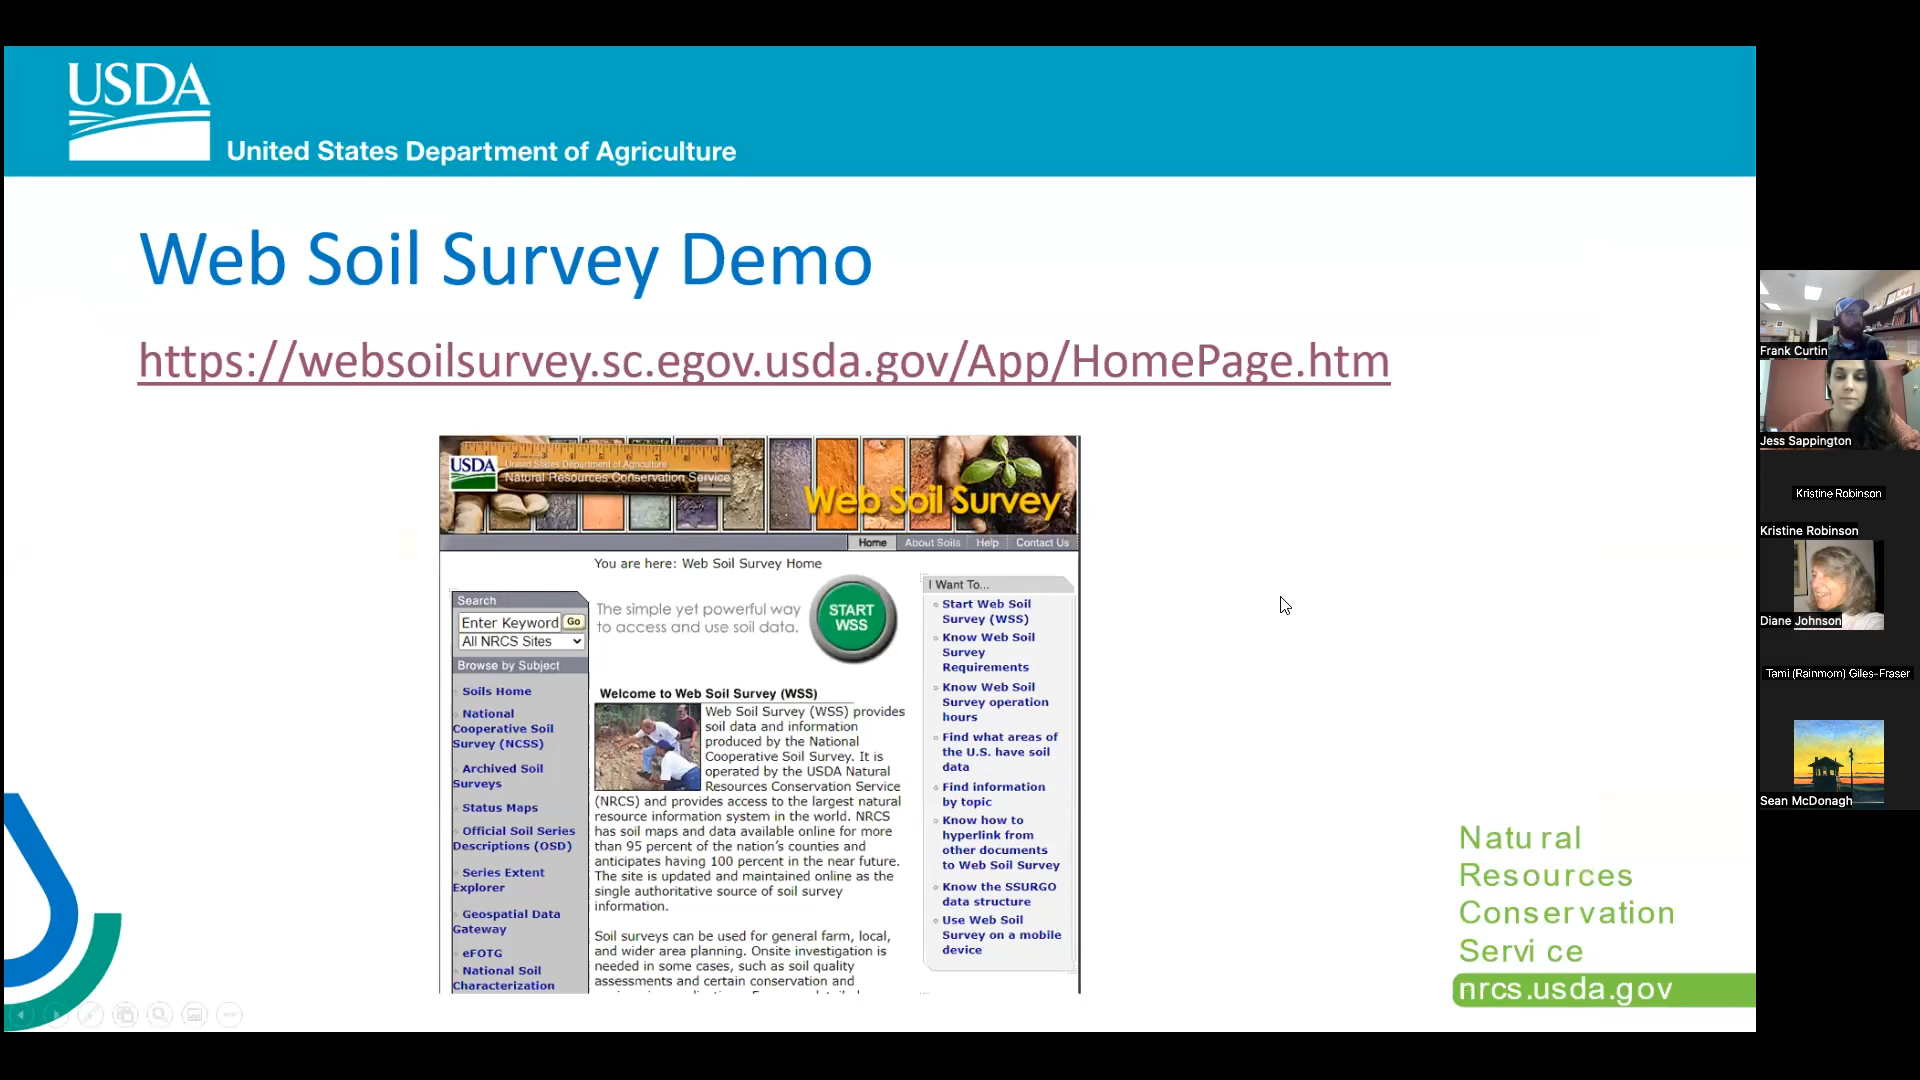 USDA
United States Department of Agriculture
Web Soil Survey Demo
https://websoilsurvey.sc.egov.usda.gov/App/HomePage.htm
USDA
United States Department of Agriculture
Natural Resources Conservation Service
Web Soil Survey
Home
About Soils
Help
Contact Us
You are here: Web Soil Survey Home
Search
Enter Keyword
Go
All NRCS Sites
Browse by Subject
Soils Home
National
Cooperative Soil
Survey (NCSS)
Archived Soil
Surveys
Status Maps
Official Soil Series
Descriptions (OSD)
Series Extent
Explorer
Geospatial Data
Gateway
eFOTG
National Soil
Characterization
The simple yet powerful way
to access and use soil data.
START
WSS
Welcome to Web Soil Survey (WSS)
Web Soil Survey (WSS) provides
soil data and information
produced by the National
Cooperative Soil Survey. It is
operated by the USDA Natural
Resources Conservation Service
(NRCS) and provides access to the largest natural
resource information system in the world. NRCS
has soil maps and data available online for more
than 95 percent of the nation's counties and
anticipates having 100 percent in the near future.
The site is updated and maintained online as the
single authoritative source of soil survey
information.
Soil surveys can be used for general farm, local,
and wider area planning. Onsite investigation is
needed in some cases, such as soil quality
assessments and certain conservation and
I Want To...
Start Web Soil
Survey (WSS)
Know Web Soil
Survey
Requirements
Know Web Soil
Survey operation
hours
Find what areas of
the U.S. have soil
data
Find information
by topic
Know how to
hyperlink from
other documents
to Web Soil Survey
Know the SSURGO
data structure
Use Web Soil
Survey on a mobile
device
Natural
Resources
Conservation
Service
nrcs.usda.gov
Frank Curtin
Jess Sappington
Kristine Robinson
Kristine Robinson
Diane Johnson
Tami (Rainmom) Giles-Fraser
Sean McDonagh